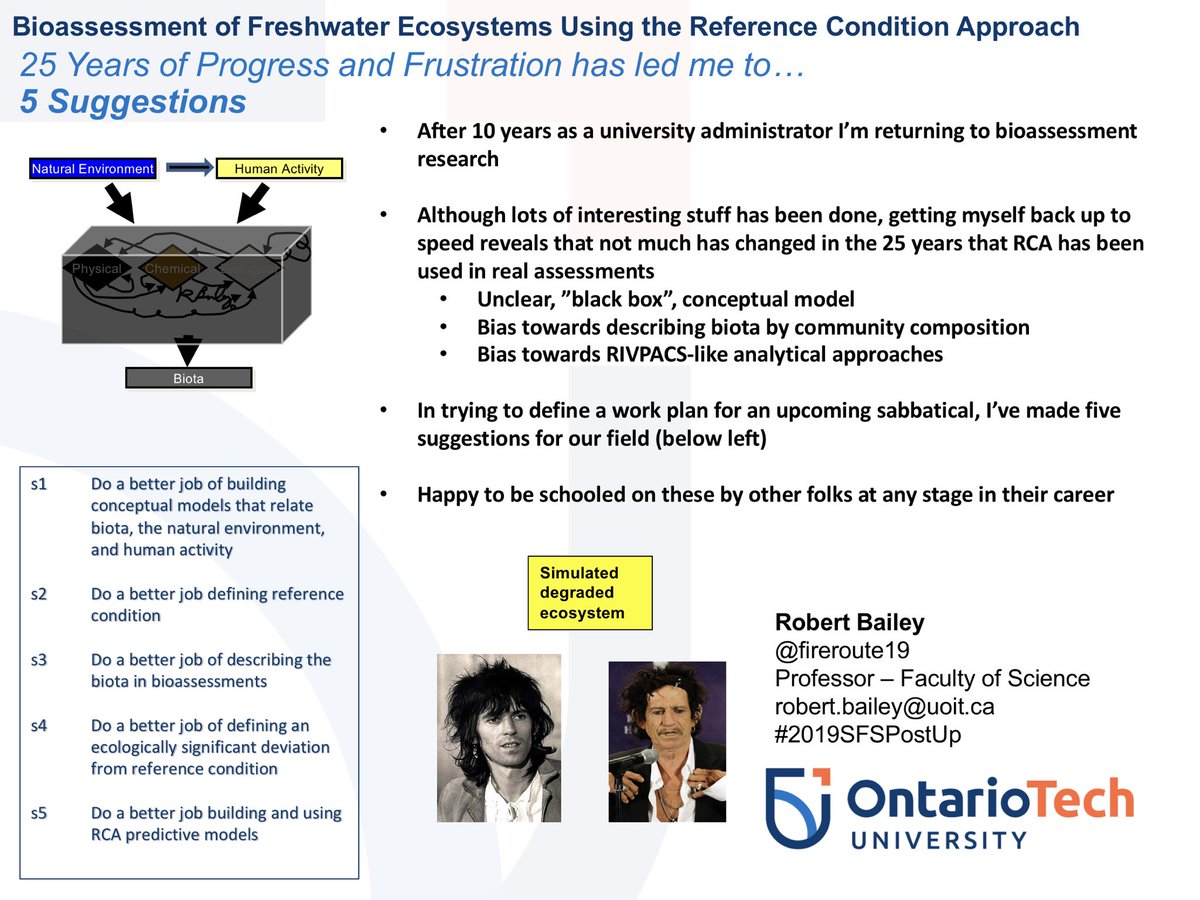 Bioassessment of Freshwater Ecosystems Using the Reference Condition Approach
25 Years of Progress and Frustration has led me to…
5 Suggestions
Natural Environment
Human Activity
Physical
Chemical
Biological
Biota
• After 10 years as a university administrator I’m returning to bioassessment
research
• Although lots of interesting stuff has been done, getting myself back up to
speed reveals that not much has changed in the 25 years that RCA has been
used in real assessments
• Unclear, ”black box”, conceptual model
• Bias towards describing biota by community composition
• Bias towards RIVPACS-like analytical approaches
• In trying to define a work plan for an upcoming sabbatical, I’ve made five
suggestions for our field (below left)
• Happy to be schooled on these by other folks at any stage in their career
s1 Do a better job of building
conceptual models that relate
biota, the natural environment,
and human activity
s2 Do a better job defining reference
condition
s3 Do a better job of describing the
biota in bioassessments
s4 Do a better job of defining an
ecologically significant deviation
from reference condition
s5 Do a better job building and using
RCA predictive models
Simulated
degraded
ecosystem
Robert Bailey
@fireroute19
Professor – Faculty of Science
robert.bailey@uoit.ca
#2019SFSPostUp
OntarioTech
UNIVERSITY